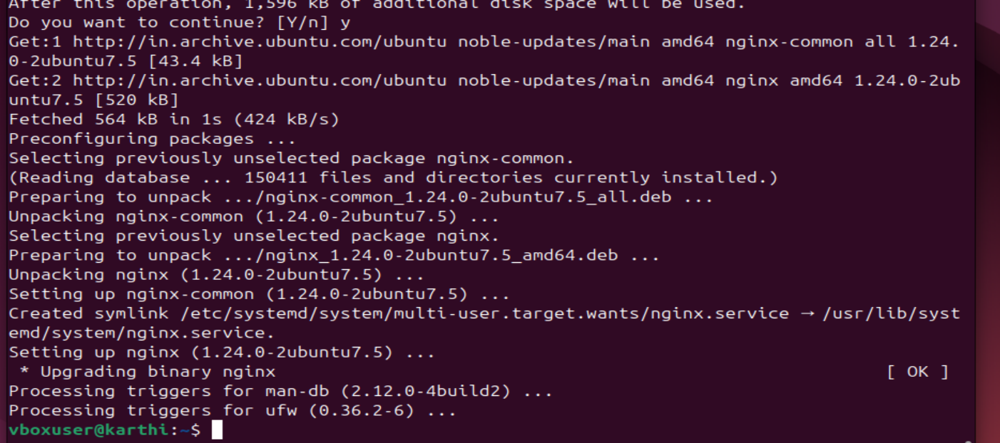 After this operation, 1,596 kB of additional disk space will be used.
Do you want to continue? [Y/n] y
Get:1 http://in.archive.ubuntu.com/ubuntu noble-updates/main amd64 nginx-common all 1.24.
0-2ubuntu7.5 [43.4 kB]
Get:2 http://in.archive.ubuntu.com/ubuntu noble-updates/main amd64 nginx amd64 1.24.0-2ub
untu7.5 [520 kB]
Fetched 564 kB in 1s (424 kB/s)
Preconfiguring packages ...
Selecting previously unselected package nginx-common.
(Reading database ... 150411 files and directories currently installed.)
Preparing to unpack .../nginx-common_1.24.0-2ubuntu7.5_all.deb ...
Unpacking nginx-common (1.24.0-2ubuntu7.5) ...
Selecting previously unselected package nginx.
Preparing to unpack .../nginx_1.24.0-2ubuntu7.5_amd64.deb ...
Unpacking nginx (1.24.0-2ubuntu7.5) ...
Setting up nginx-common (1.24.0-2ubuntu7.5) ...
Created symlink /etc/systemd/system/multi-user.target.wants/nginx.service → /usr/lib/syst
emd/system/nginx.service.
Setting up nginx (1.24.0-2ubuntu7.5) ...
 * Upgrading binary nginx [ OK ]
Processing triggers for man-db (2.12.0-4build2) ...
Processing triggers for ufw (0.36.2-6) ...
vboxuser@karthi:~$